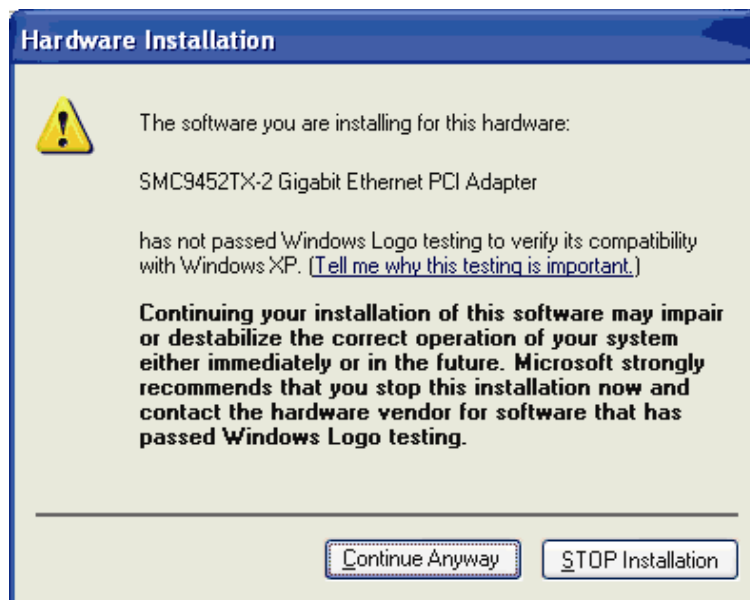 Hardware Installation
The software you are installing for this hardware:
SMC9452TX-2 Gigabit Ethernet PCI Adapter
has not passed Windows Logo testing to verify its compatibility
with Windows XP. (Tell me why this testing is important.)
Continuing your installation of this software may impair
or destabilize the correct operation of your system
either immediately or in the future. Microsoft strongly
recommends that you stop this installation now and
contact the hardware vendor for software that has
passed Windows Logo testing.
Continue Anyway
STOP Installation